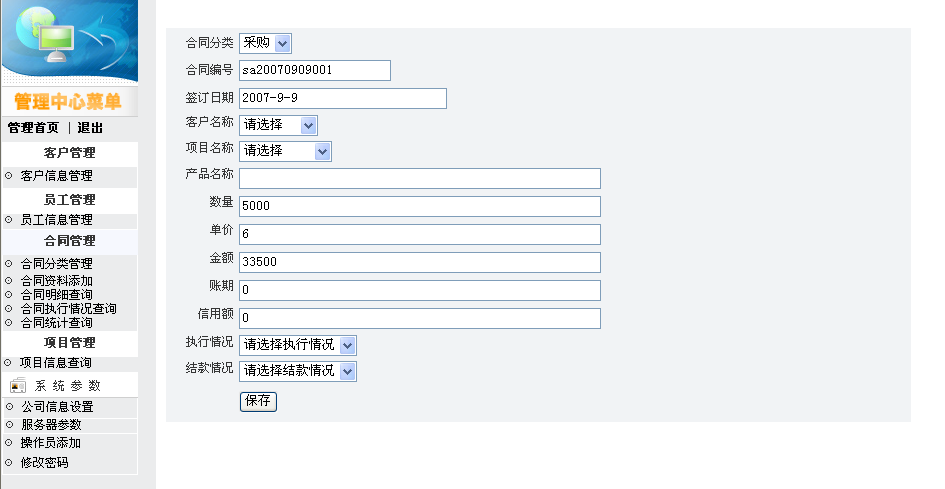 管理中心菜单
管理首页 | 退出
客户管理
客户信息管理
员工管理
员工信息管理
合同管理
合同分类管理
合同资料添加
合同明细查询
合同执行情况查询
合同统计查询
项目管理
项目信息查询
系统参数
公司信息设置
服务器参数
操作员添加
修改密码
合同分类 采购
合同编号 sa20070909001
签订日期 2007-9-9
客户名称 请选择
项目名称 请选择
产品名称
数量 5000
单价 6
金额 33500
账期 0
信用额 0
执行情况 请选择执行情况
结款情况 请选择结款情况
保存